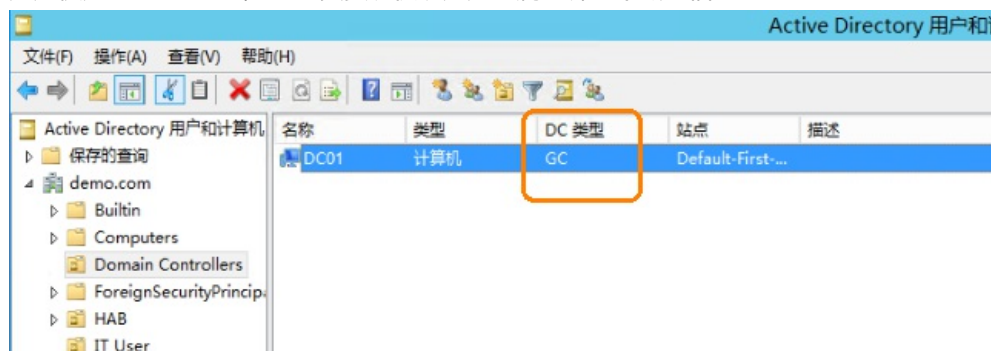 Active Directory 用户和
文件(F) 操作(A) 查看(V) 帮助(H)
Active Directory 用户和计算机
名称 类型 DC 类型 站点 描述
保存的查询
DC01 计算机 GC Default-First-...
demo.com
Builtin
Computers
Domain Controllers
ForeignSecurityPrincip
HAB
IT User